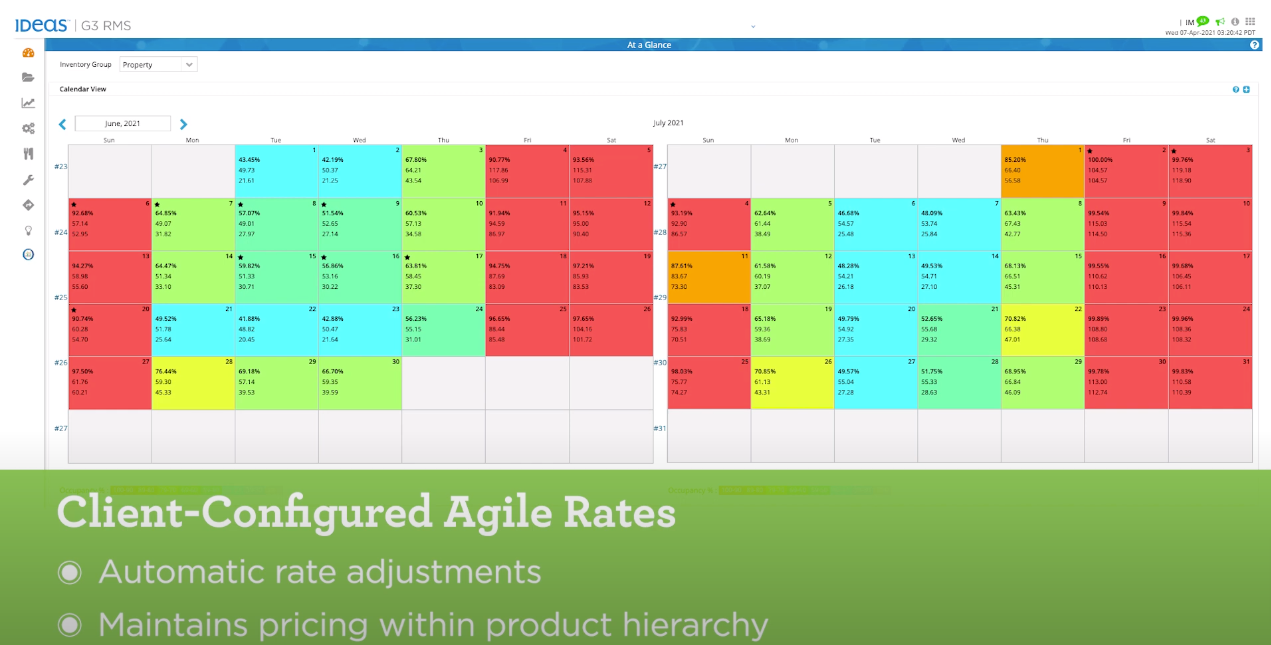 IDeaS | G3 RMS
| IM 43
Wed 07-Apr-2021 03:20:42 PDT
At a Glance
Inventory Group Property
Calendar View
June, 2021
July 2021
Sun Mon Tue Wed Thu Fri Sat
Sun Mon Tue Wed Thu Fri Sat
#23
1 2 3 4 5
43.45% 42.19% 67.80% 90.77% 93.56%
49.73 50.37 64.21 117.86 115.31
21.61 21.25 43.54 106.99 107.88
#27
1 2 3
85.20% 100.00% 99.76%
66.40 104.57 119.18
56.58 104.57 118.90
#24
6 7 8 9 10 11 12
92.68% 64.85% 57.07% 51.54% 60.53% 91.94% 95.15%
57.14 49.07 49.01 52.65 57.13 94.59 95.00
52.95 31.82 27.97 27.14 34.58 86.97 90.40
#28
4 5 6 7 8 9 10
93.19% 62.64% 46.68% 48.09% 63.43% 99.54% 99.84%
92.90 61.44 54.57 53.74 67.43 115.03 115.54
86.57 38.49 25.48 25.84 42.77 114.50 115.36
#25
13 14 15 16 17 18 19
94.27% 64.47% 59.82% 56.86% 63.81% 94.75% 97.21%
58.98 51.34 51.33 53.16 58.45 87.69 85.93
55.60 33.10 30.71 30.22 37.30 83.09 83.53
#29
11 12 13 14 15 16 17
87.61% 61.58% 48.28% 49.53% 68.13% 99.55% 99.68%
83.67 60.19 54.21 54.71 66.51 110.62 106.45
73.30 37.07 26.18 27.10 45.31 110.13 106.11
#26
20 21 22 23 24 25 26
90.74% 49.52% 41.88% 42.88% 56.23% 96.65% 97.65%
60.28 51.78 48.82 50.47 55.15 88.44 104.16
54.70 25.64 20.45 21.64 31.01 85.48 101.72
#30
18 19 20 21 22 23 24
92.99% 65.18% 49.79% 52.65% 70.82% 99.89% 99.96%
75.83 59.36 54.92 55.68 66.38 108.80 108.36
70.51 38.69 27.35 29.32 47.01 108.68 108.32
#27
27 28 29 30
97.50% 76.44% 69.18% 66.70%
61.76 59.30 57.14 59.35
60.21 45.33 39.53 39.59
#31
25 26 27 28 29 30 31
98.03% 70.85% 49.57% 51.75% 68.95% 99.78% 99.83%
75.77 61.13 55.04 55.33 66.84 113.00 110.58
74.27 43.31 27.28 28.63 46.09 112.74 110.39
Client-Configured Agile Rates
Automatic rate adjustments
Maintains pricing within product hierarchy